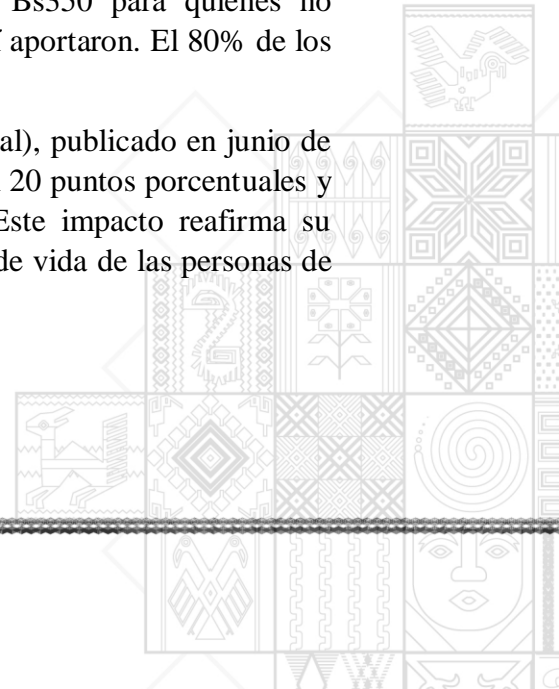 Bs350 para quienes no
aportaron. El 80% de los
al), publicado en junio de
20 puntos porcentuales y
Este impacto reafirma su
de vida de las personas de